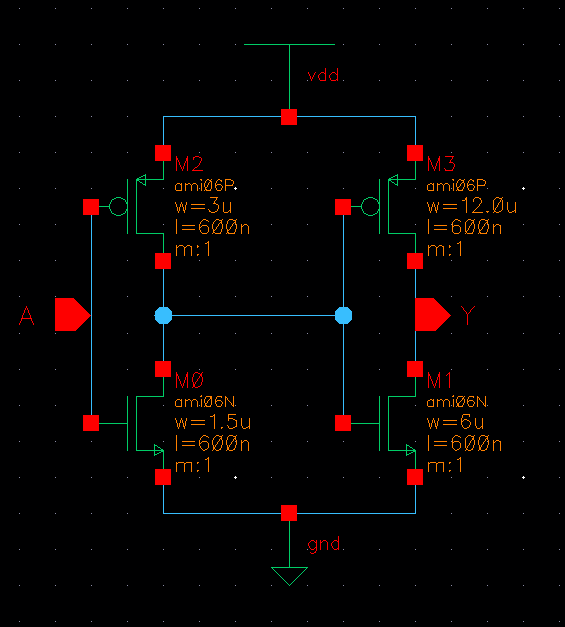 vdd
M2
ami06P
w=3u
l=600n
m:1
M3
ami06P
w=12.0u
l=600n
m:1
A
Y
M0
ami06N
w=1.5u
l=600n
m:1
M1
ami06N
w=6u
l=600n
m:1
gnd